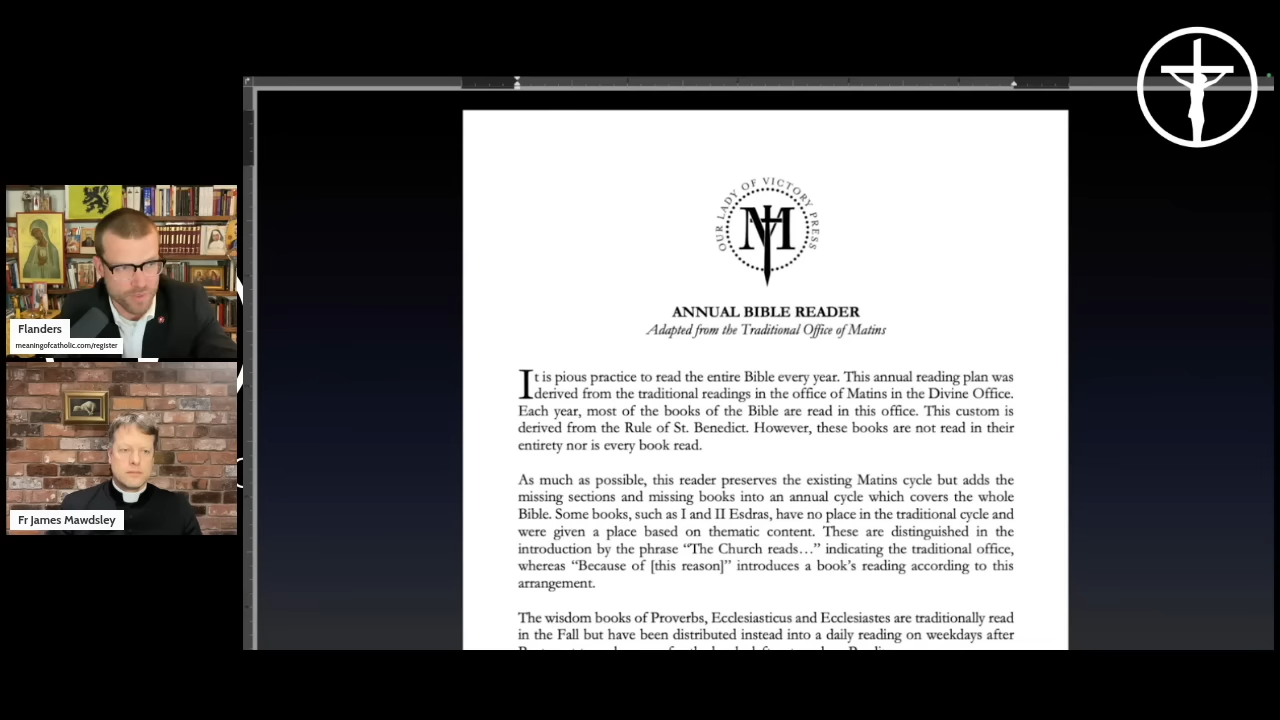 Flanders
meaningofcatholic.com/register
Fr James Mawdsley
OUR LADY OF VICTORY PRESS
M
ANNUAL BIBLE READER
Adapted from the Traditional Office of Matins
It is pious practice to read the entire Bible every year. This annual reading plan was
derived from the traditional readings in the office of Matins in the Divine Office.
Each year, most of the books of the Bible are read in this office. This custom is
derived from the Rule of St. Benedict. However, these books are not read in their
entirety nor is every book read.
As much as possible, this reader preserves the existing Matins cycle but adds the
missing sections and missing books into an annual cycle which covers the whole
Bible. Some books, such as I and II Esdras, have no place in the traditional cycle and
were given a place based on thematic content. These are distinguished in the
introduction by the phrase “The Church reads…” indicating the traditional office,
whereas “Because of [this reason]” introduces a book’s reading according to this
arrangement.
The wisdom books of Proverbs, Ecclesiasticus and Ecclesiastes are traditionally read
in the Fall but have been distributed instead into a daily reading on weekdays after